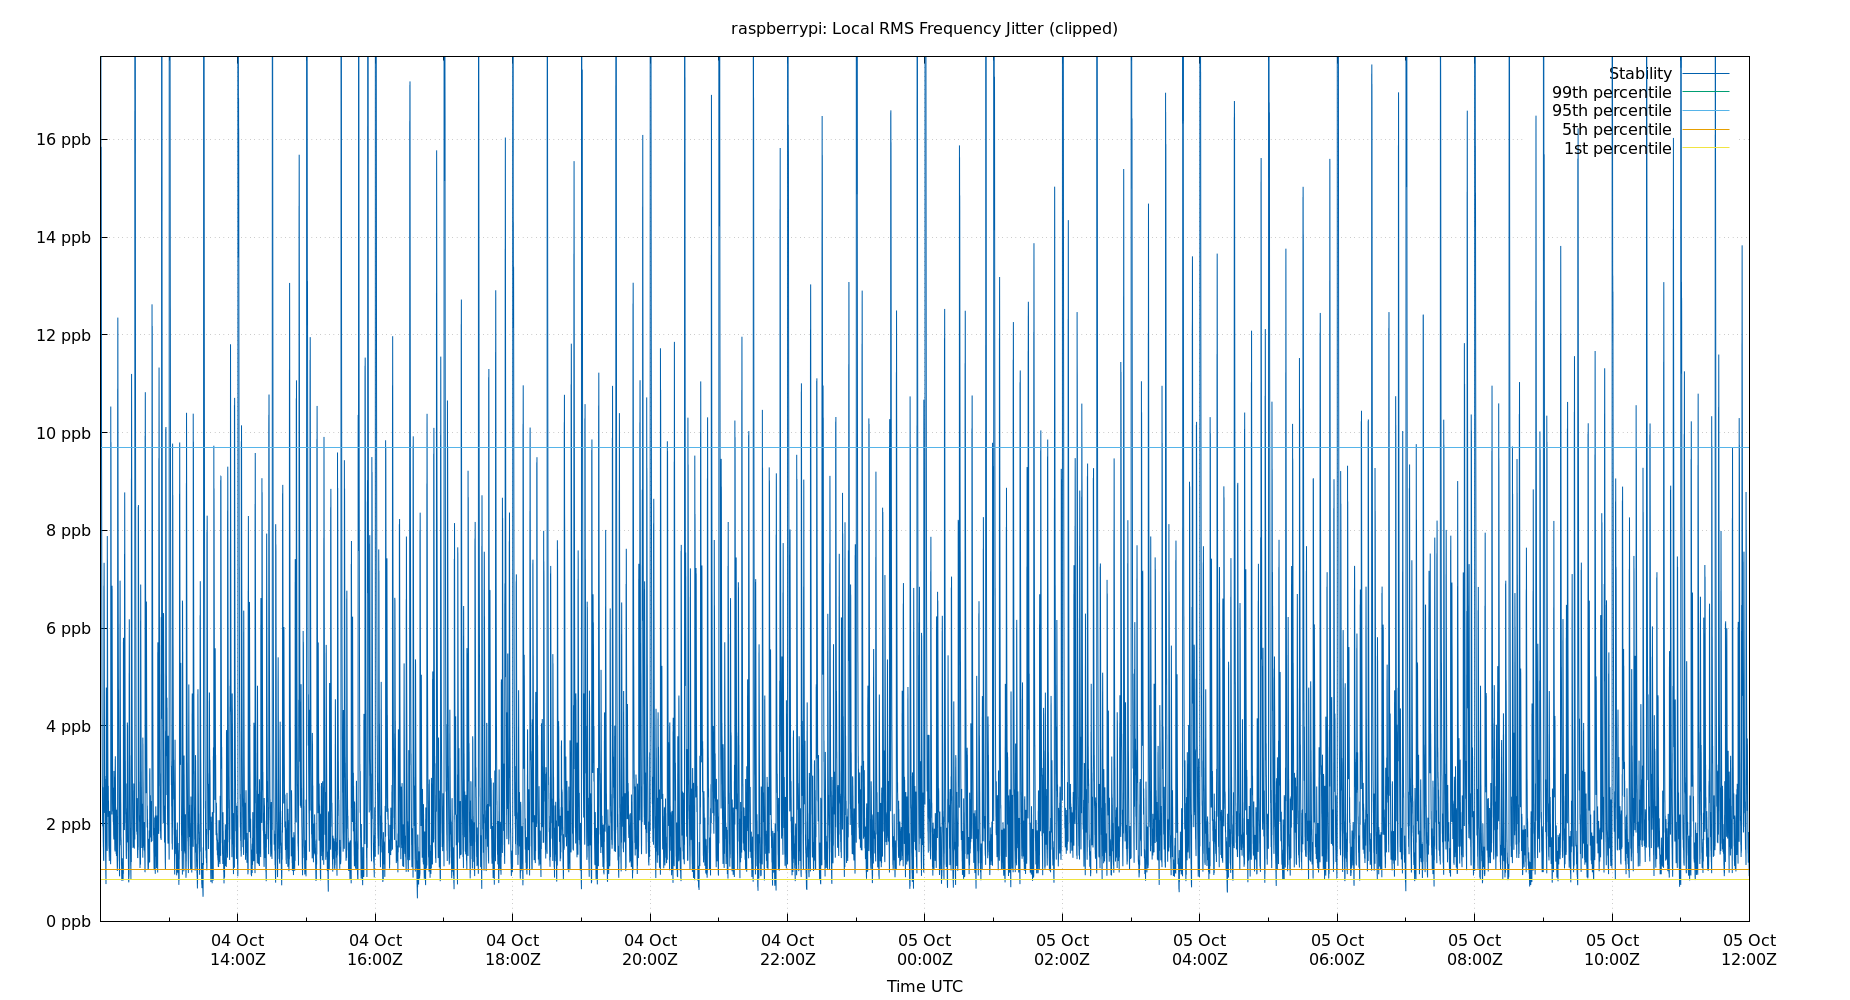 raspberrypi: Local RMS Frequency Jitter (clipped)
Stability
99th percentile
95th percentile
5th percentile
1st percentile
16 ppb
14 ppb
12 ppb
10 ppb
8 ppb
6 ppb
4 ppb
2 ppb
0 ppb
04 Oct 04 Oct 04 Oct 04 Oct 04 Oct 05 Oct 05 Oct 05 Oct 05 Oct 05 Oct 05 Oct 05 Oct
14:00Z 16:00Z 18:00Z 20:00Z 22:00Z 00:00Z 02:00Z 04:00Z 06:00Z 08:00Z 10:00Z 12:00Z
Time UTC